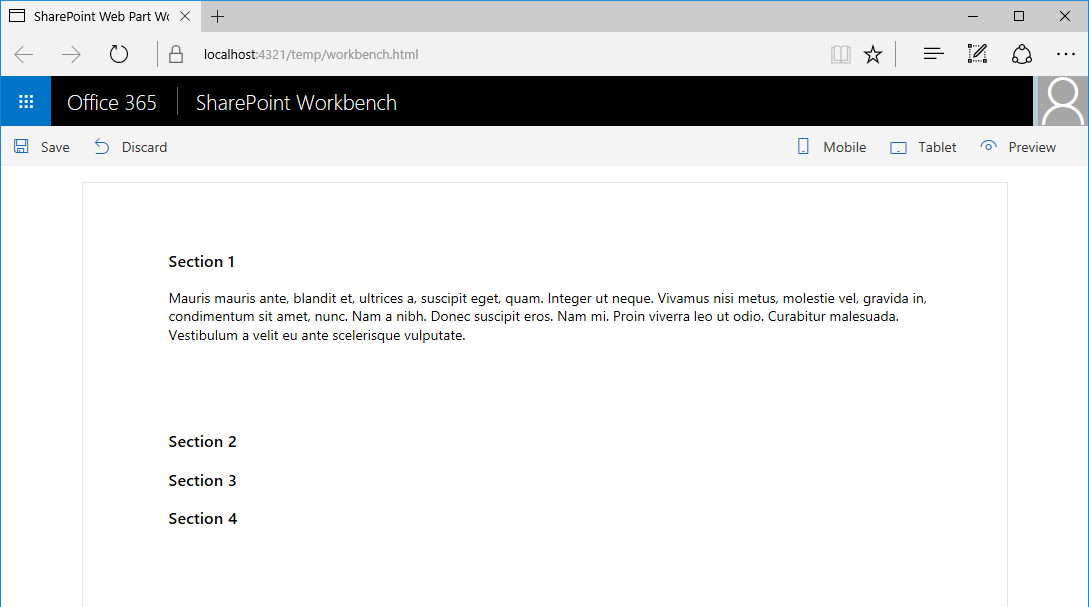 SharePoint Web Part Wo
localhost:4321/temp/workbench.html
Office 365 SharePoint Workbench
Save Discard Mobile Tablet Preview
Section 1
Mauris mauris ante, blandit et, ultrices a, suscipit eget, quam. Integer ut neque. Vivamus nisi metus, molestie vel, gravida in,
condimentum sit amet, nunc. Nam a nibh. Donec suscipit eros. Nam mi. Proin viverra leo ut odio. Curabitur malesuada.
Vestibulum a velit eu ante scelerisque vulputate.
Section 2
Section 3
Section 4